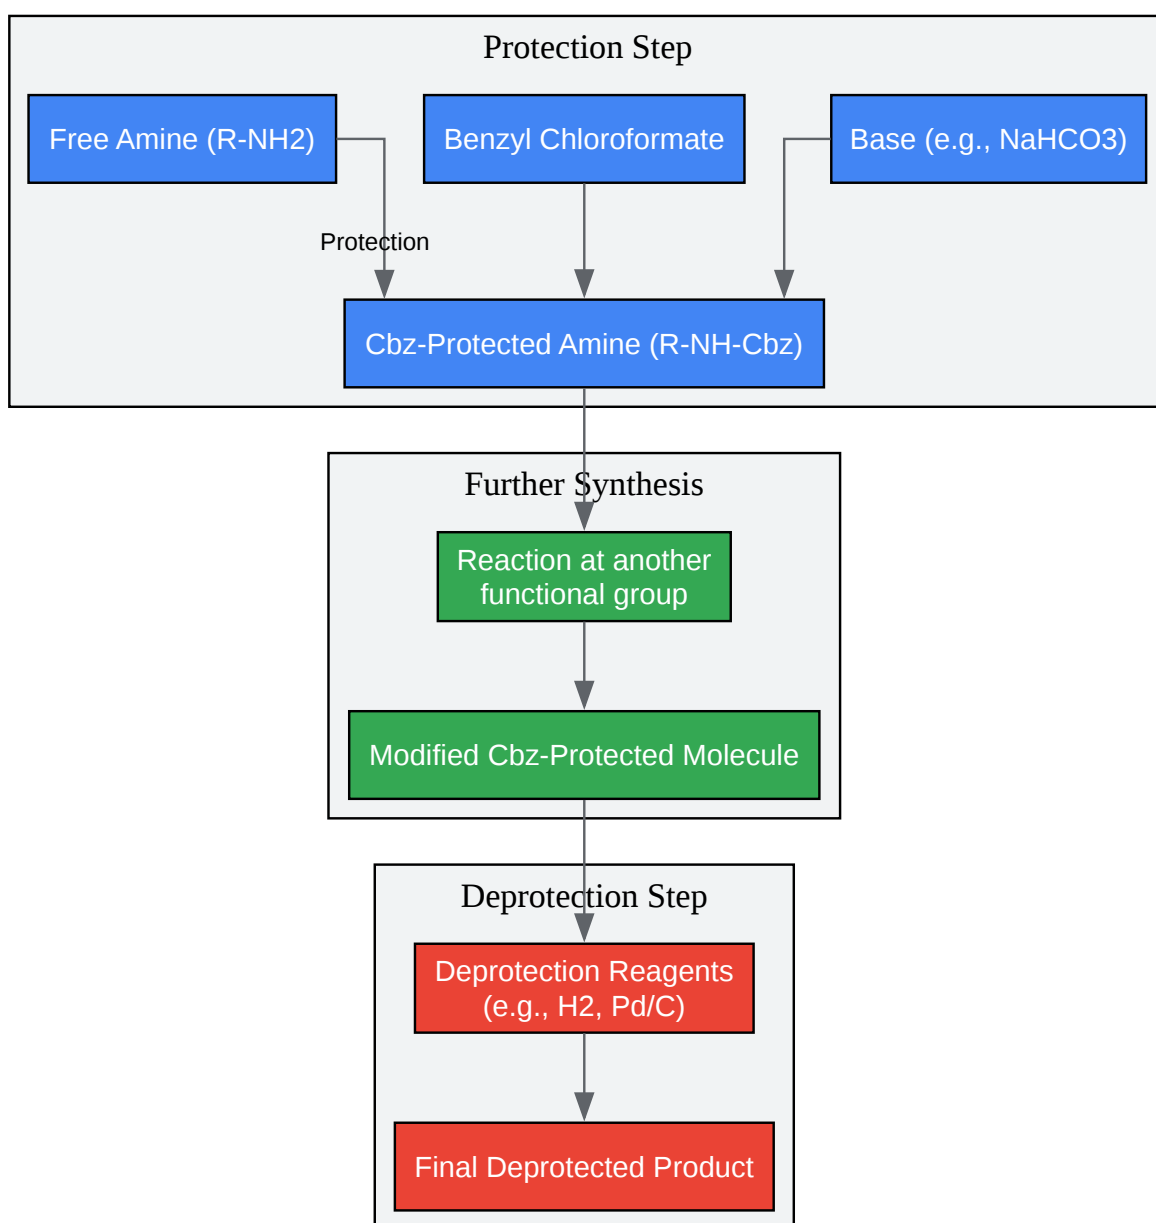 Protection Step
Free Amine (R-NH2)
Benzyl Chloroformate
Base (e.g., NaHCO3)
Protection
Cbz-Protected Amine (R-NH-Cbz)
Further Synthesis
Reaction at another
functional group
Modified Cbz-Protected Molecule
Deprotection Step
Deprotection Reagents
(e.g., H2, Pd/C)
Final Deprotected Product